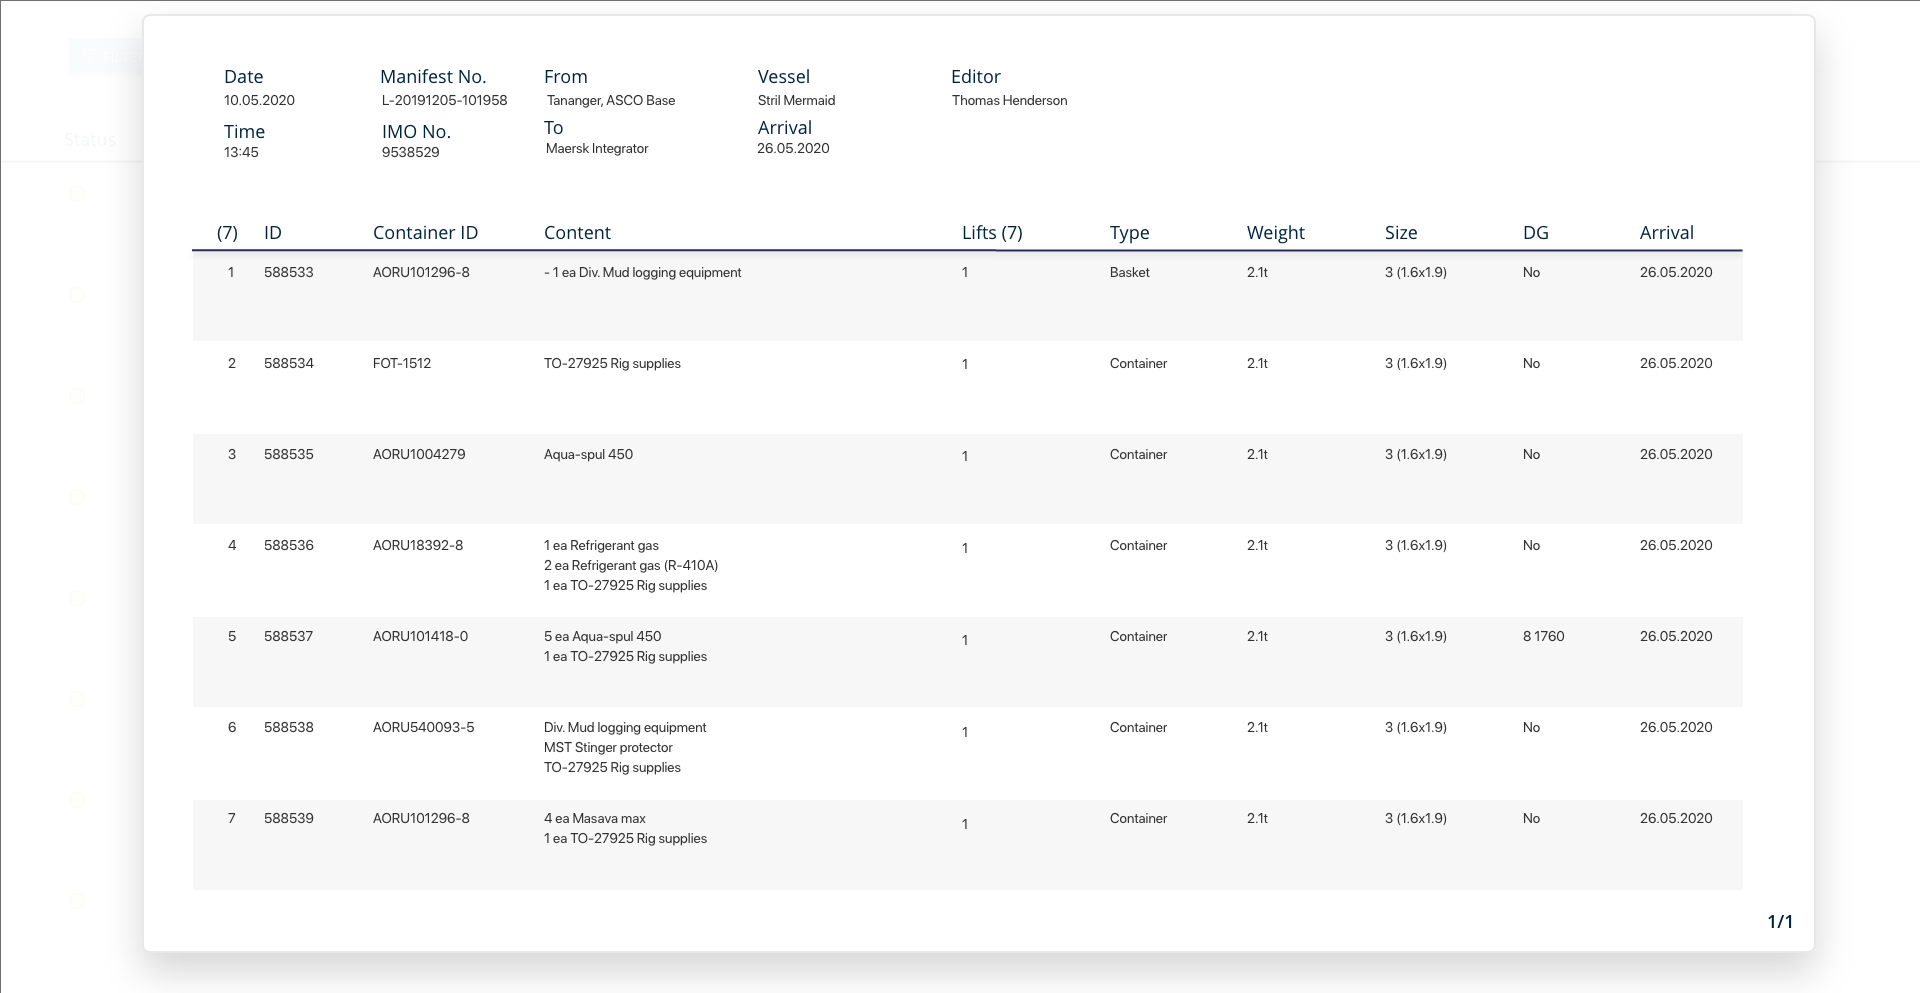 Status
Date Manifest No. From Vessel Editor
10.05.2020 L-20191205-101958 Tananger, ASCO Base Stril Mermaid Thomas Henderson
Time IMO No. To Arrival
13:45 9538529 Maersk Integrator 26.05.2020
(7) ID Container ID Content Lifts (7) Type Weight Size DG Arrival
1 588533 AORU101296-8 - 1 ea Div. Mud logging equipment 1 Basket 2.1t 3 (1.6x1.9) No 26.05.2020
2 588534 FOT-1512 TO-27925 Rig supplies 1 Container 2.1t 3 (1.6x1.9) No 26.05.2020
3 588535 AORU1004279 Aqua-spul 450 1 Container 2.1t 3 (1.6x1.9) No 26.05.2020
4 588536 AORU18392-8 1 ea Refrigerant gas 1 Container 2.1t 3 (1.6x1.9) No 26.05.2020
2 ea Refrigerant gas (R-410A)
1 ea TO-27925 Rig supplies
5 588537 AORU101418-0 5 ea Aqua-spul 450 1 Container 2.1t 3 (1.6x1.9) 8 1760 26.05.2020
1 ea TO-27925 Rig supplies
6 588538 AORU540093-5 Div. Mud logging equipment 1 Container 2.1t 3 (1.6x1.9) No 26.05.2020
MST Stinger protector
TO-27925 Rig supplies
7 588539 AORU101296-8 4 ea Masava max 1 Container 2.1t 3 (1.6x1.9) No 26.05.2020
1 ea TO-27925 Rig supplies
1/1